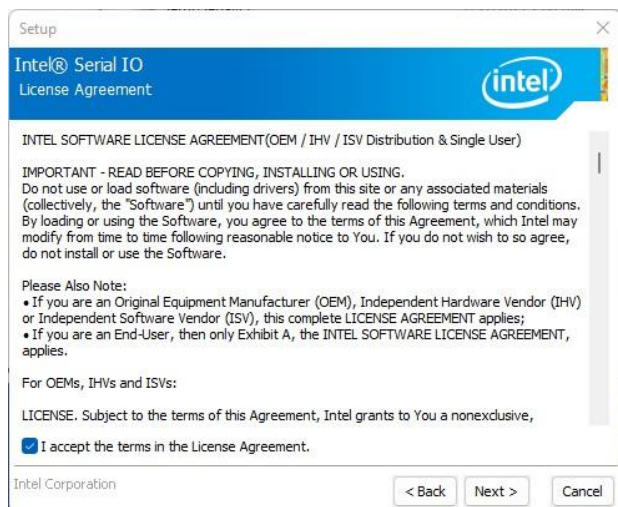 Setup
Intel® Serial IO
License Agreement
intel
INTEL SOFTWARE LICENSE AGREEMENT(OEM / IHV / ISV Distribution & Single User)
IMPORTANT - READ BEFORE COPYING, INSTALLING OR USING.
Do not use or load software (including drivers) from this site or any associated materials
(collectively, the "Software") until you have carefully read the following terms and conditions.
By loading or using the Software, you agree to the terms of this Agreement, which Intel may
modify from time to time following reasonable notice to You. If you do not wish to so agree,
do not install or use the Software.
Please Also Note:
• If you are an Original Equipment Manufacturer (OEM), Independent Hardware Vendor (IHV)
or Independent Software Vendor (ISV), this complete LICENSE AGREEMENT applies;
• If you are an End-User, then only Exhibit A, the INTEL SOFTWARE LICENSE AGREEMENT,
applies.
For OEMs, IHVs and ISVs:
LICENSE. Subject to the terms of this Agreement, Intel grants to You a nonexclusive,
I accept the terms in the License Agreement.
Intel Corporation
< Back Next > Cancel